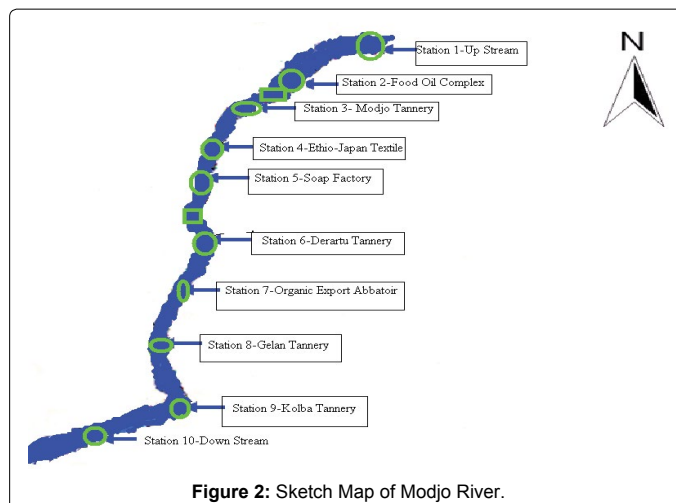 Station 1-Up Stream
N
Station 2-Food Oil Complex
Station 3- Modjo Tannery
Station 4-Ethio-Japan Textile
Station 5-Soap Factory
Station 6-Derartu Tannery
Station 7-Organic Export Abbatoir
Station 8-Gelan Tannery
Station 9-Kolba Tannery
Station 10-Down Stream
Figure 2: Sketch Map of Modjo River.